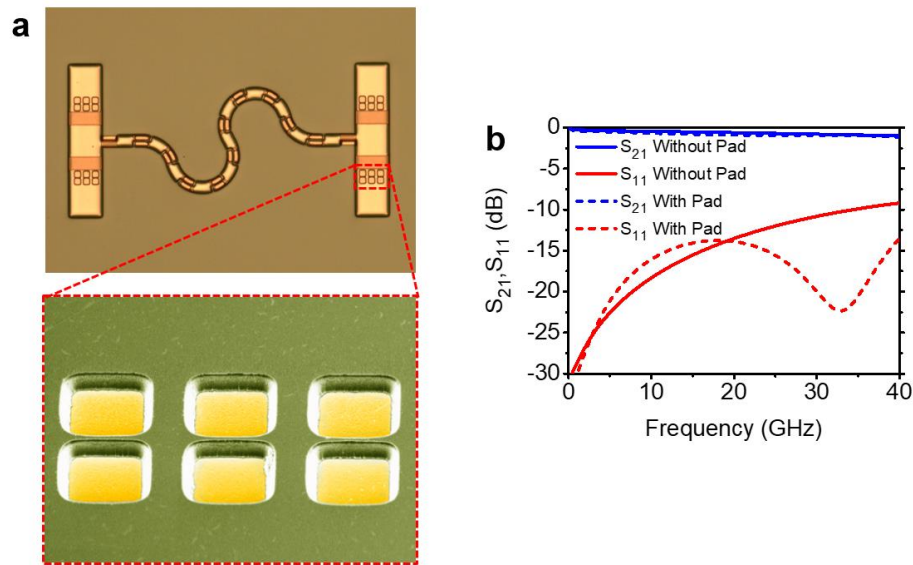 a
b
0
-5
-10
-15
-20
-25
-30
S₂₁ Without Pad
S₁₁ Without Pad
S₂₁ With Pad
S₁₁ With Pad
S₂₁, S₁₁ (dB)
0 10 20 30 40
Frequency (GHz)